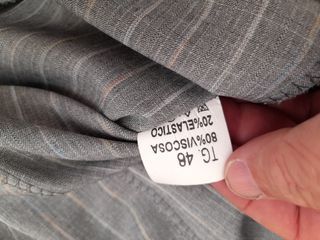 TG. 48
80%VISCOSA
20%ELASTICO